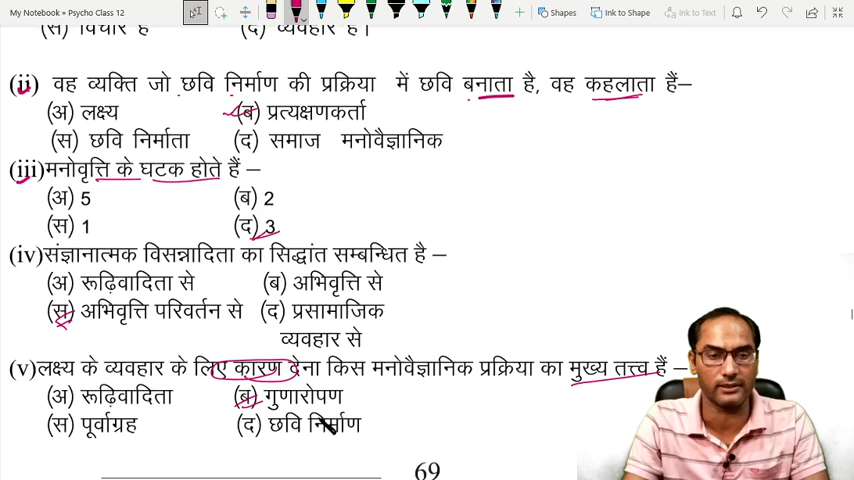 My Notebook » Psycho Class 12
Shapes Ink to Shape Ink to Text
(स) विचार है (द) व्यवहार है।
(ii) वह व्यक्ति जो छवि निर्माण की प्रक्रिया में छवि बनाता है, वह कहलाता हैं–
(अ) लक्ष्य (ब) प्रत्यक्षणकर्ता
(स) छवि निर्माता (द) समाज मनोवैज्ञानिक
(iii)मनोवृत्ति के घटक होते हैं –
(अ) 5 (ब) 2
(स) 1 (द) 3
(iv)संज्ञानात्मक विसन्नादिता का सिद्धांत सम्बन्धित है –
(अ) रूढ़िवादिता से (ब) अभिवृत्ति से
(स) अभिवृत्ति परिवर्तन से (द) प्रसामाजिक
व्यवहार से
(v)लक्ष्य के व्यवहार के लिए कारण देना किस मनोवैज्ञानिक प्रक्रिया का मुख्य तत्त्व हैं –
(अ) रूढ़िवादिता (ब) गुणारोपण
(स) पूर्वाग्रह (द) छवि निर्माण
69